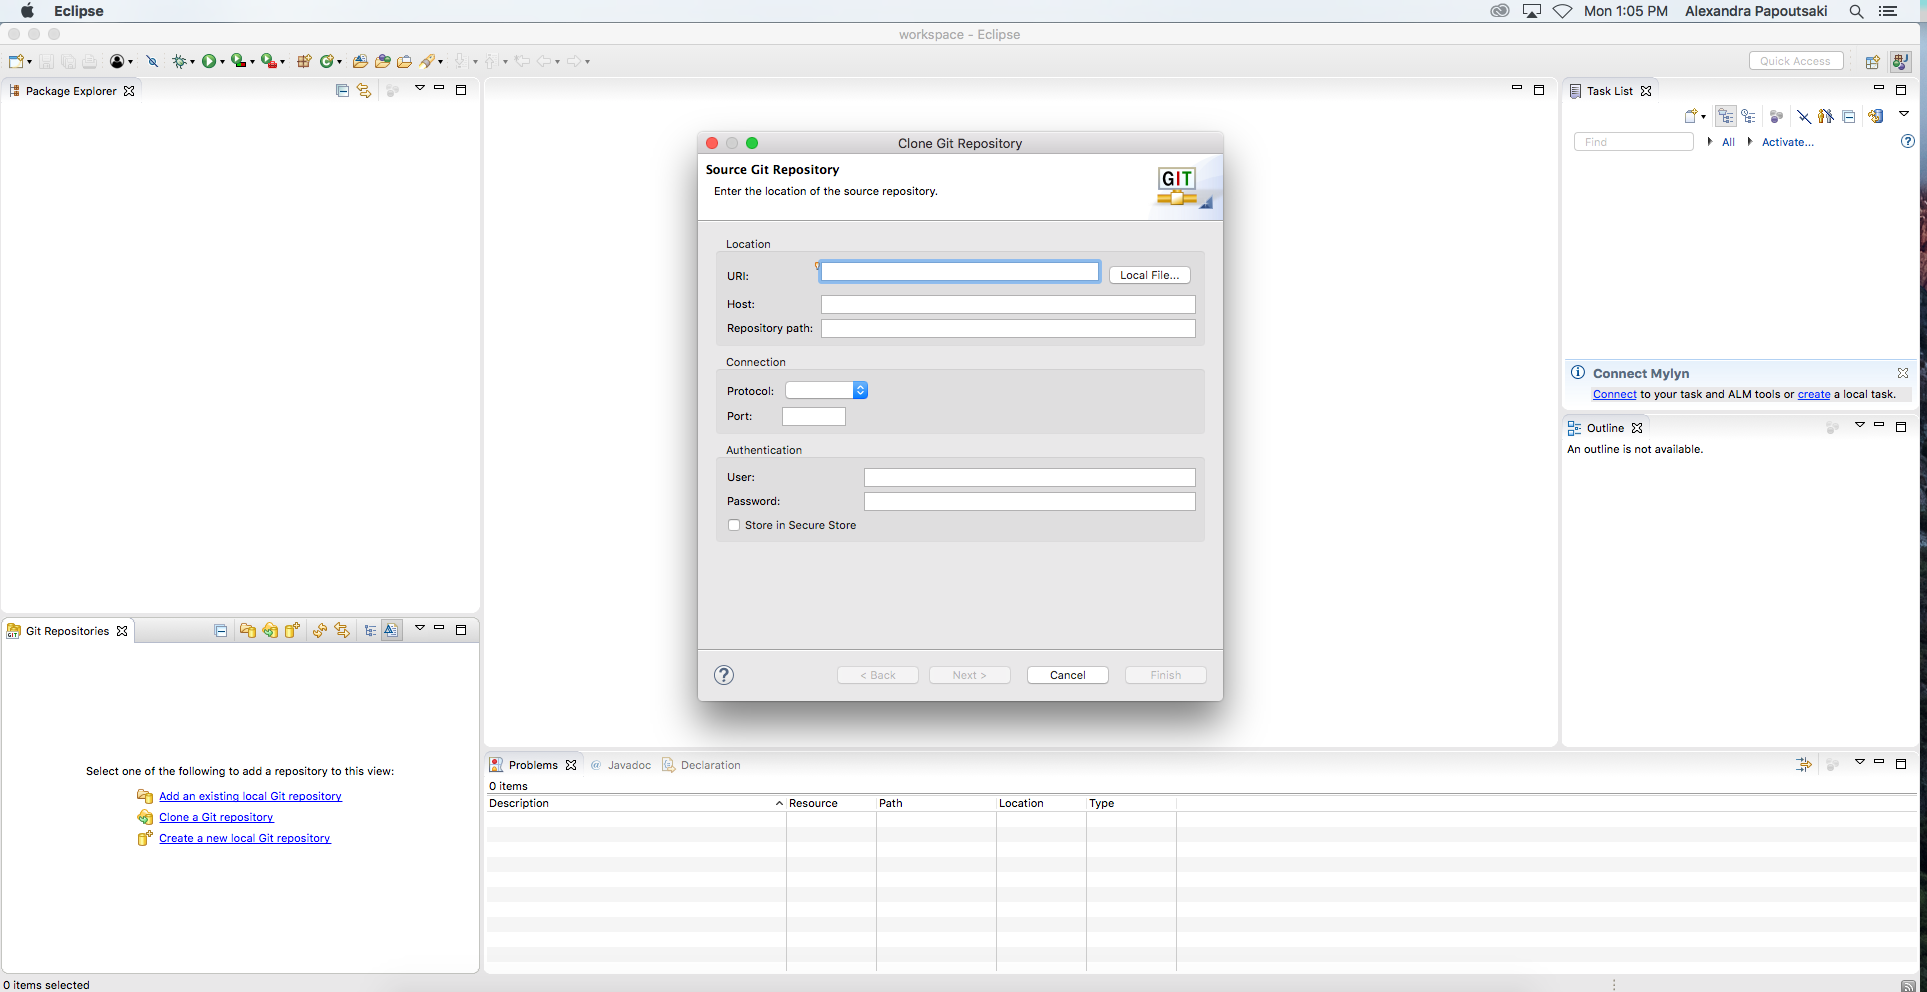 Eclipse
Mon 1:05 PM Alexandra Papoutsaki
workspace - Eclipse
Quick Access
Package Explorer
Task List
Find
All
Activate...
Clone Git Repository
Source Git Repository
Enter the location of the source repository.
GIT
Location
URI:
Local File...
Host:
Repository path:
Connection
Protocol:
Port:
Authentication
User:
Password:
Store in Secure Store
< Back
Next >
Cancel
Finish
Connect Mylyn
Connect to your task and ALM tools or create a local task.
Outline
An outline is not available.
Git Repositories
Select one of the following to add a repository to this view:
Add an existing local Git repository
Clone a Git repository
Create a new local Git repository
Problems
@ Javadoc
Declaration
0 items
Description
Resource
Path
Location
Type
0 items selected